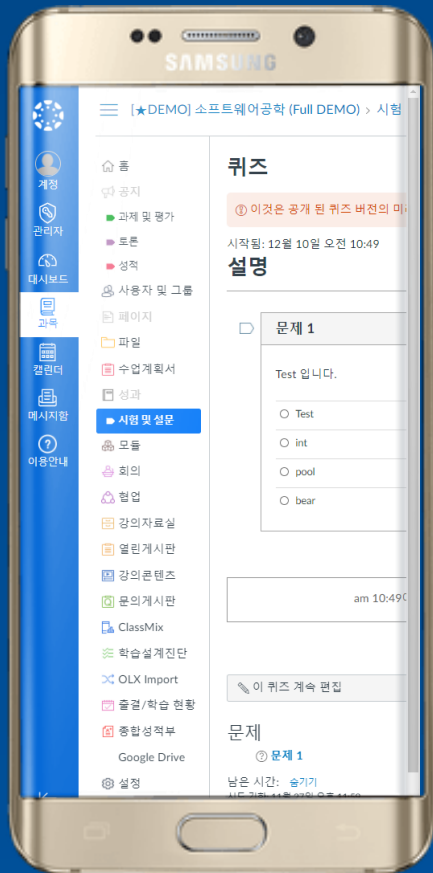 SAMSUNG
[★DEMO] 소프트웨어공학 (Full DEMO) › 시험
계정
관리자
대시보드
과목
캘린더
메시지함
이용안내
홈
공지
과제 및 평가
토론
성적
사용자 및 그룹
페이지
파일
수업계획서
성과
시험 및 설문
모듈
회의
협업
강의자료실
열린게시판
강의콘텐츠
문의게시판
ClassMix
학습설계진단
OLX Import
출결/학습 현황
종합성적부
Google Drive
설정
퀴즈
이것은 공개 된 퀴즈 버전의
시작됨: 12월 10일 오전 10:49
설명
문제 1
Test 입니다.
Test
int
pool
bear
am 10:49
이 퀴즈 계속 편집
문제
문제 1
남은 시간: 숨기기